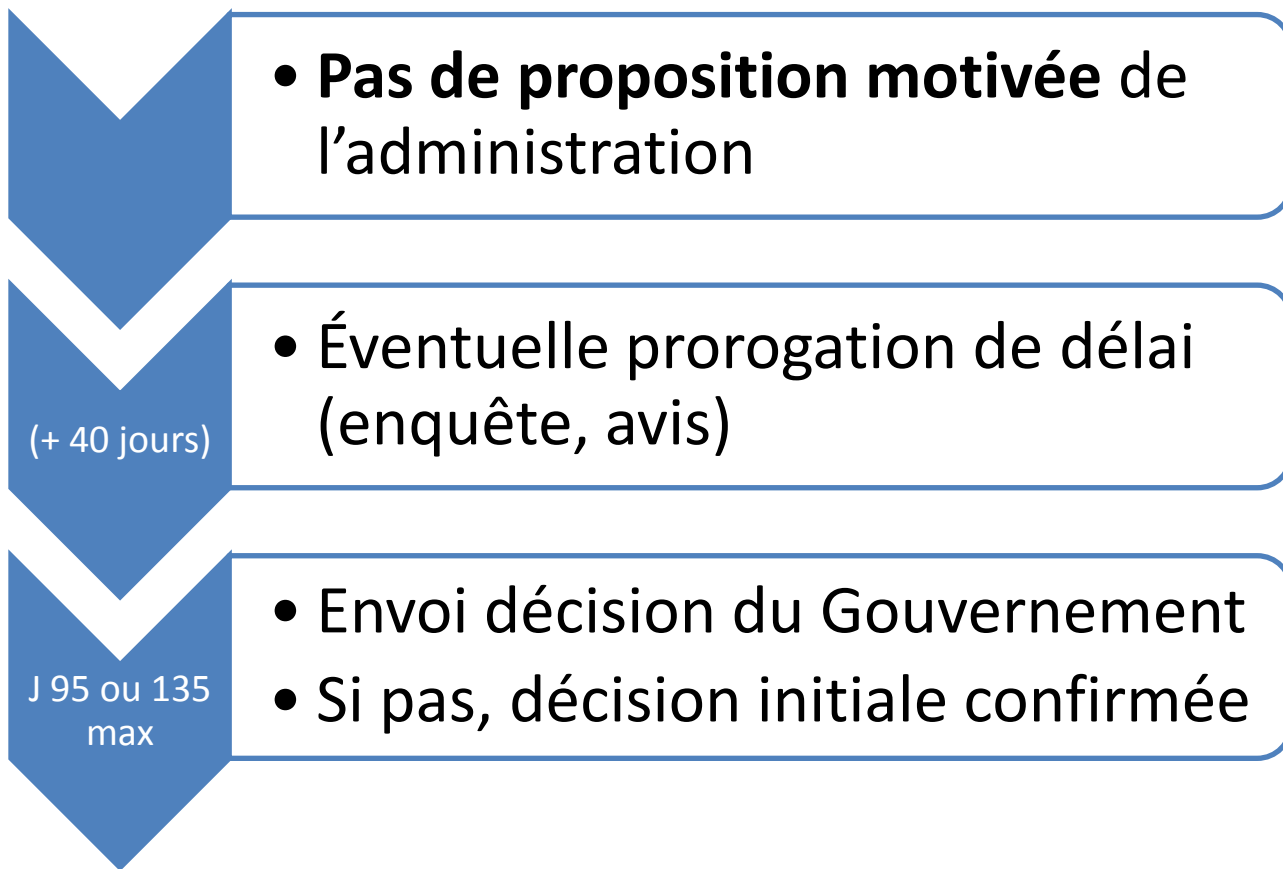 • Pas de proposition motivée de
l’administration
(+ 40 jours)
• Éventuelle prorogation de délai
(enquête, avis)
J 95 ou 135
max
• Envoi décision du Gouvernement
• Si pas, décision initiale confirmée